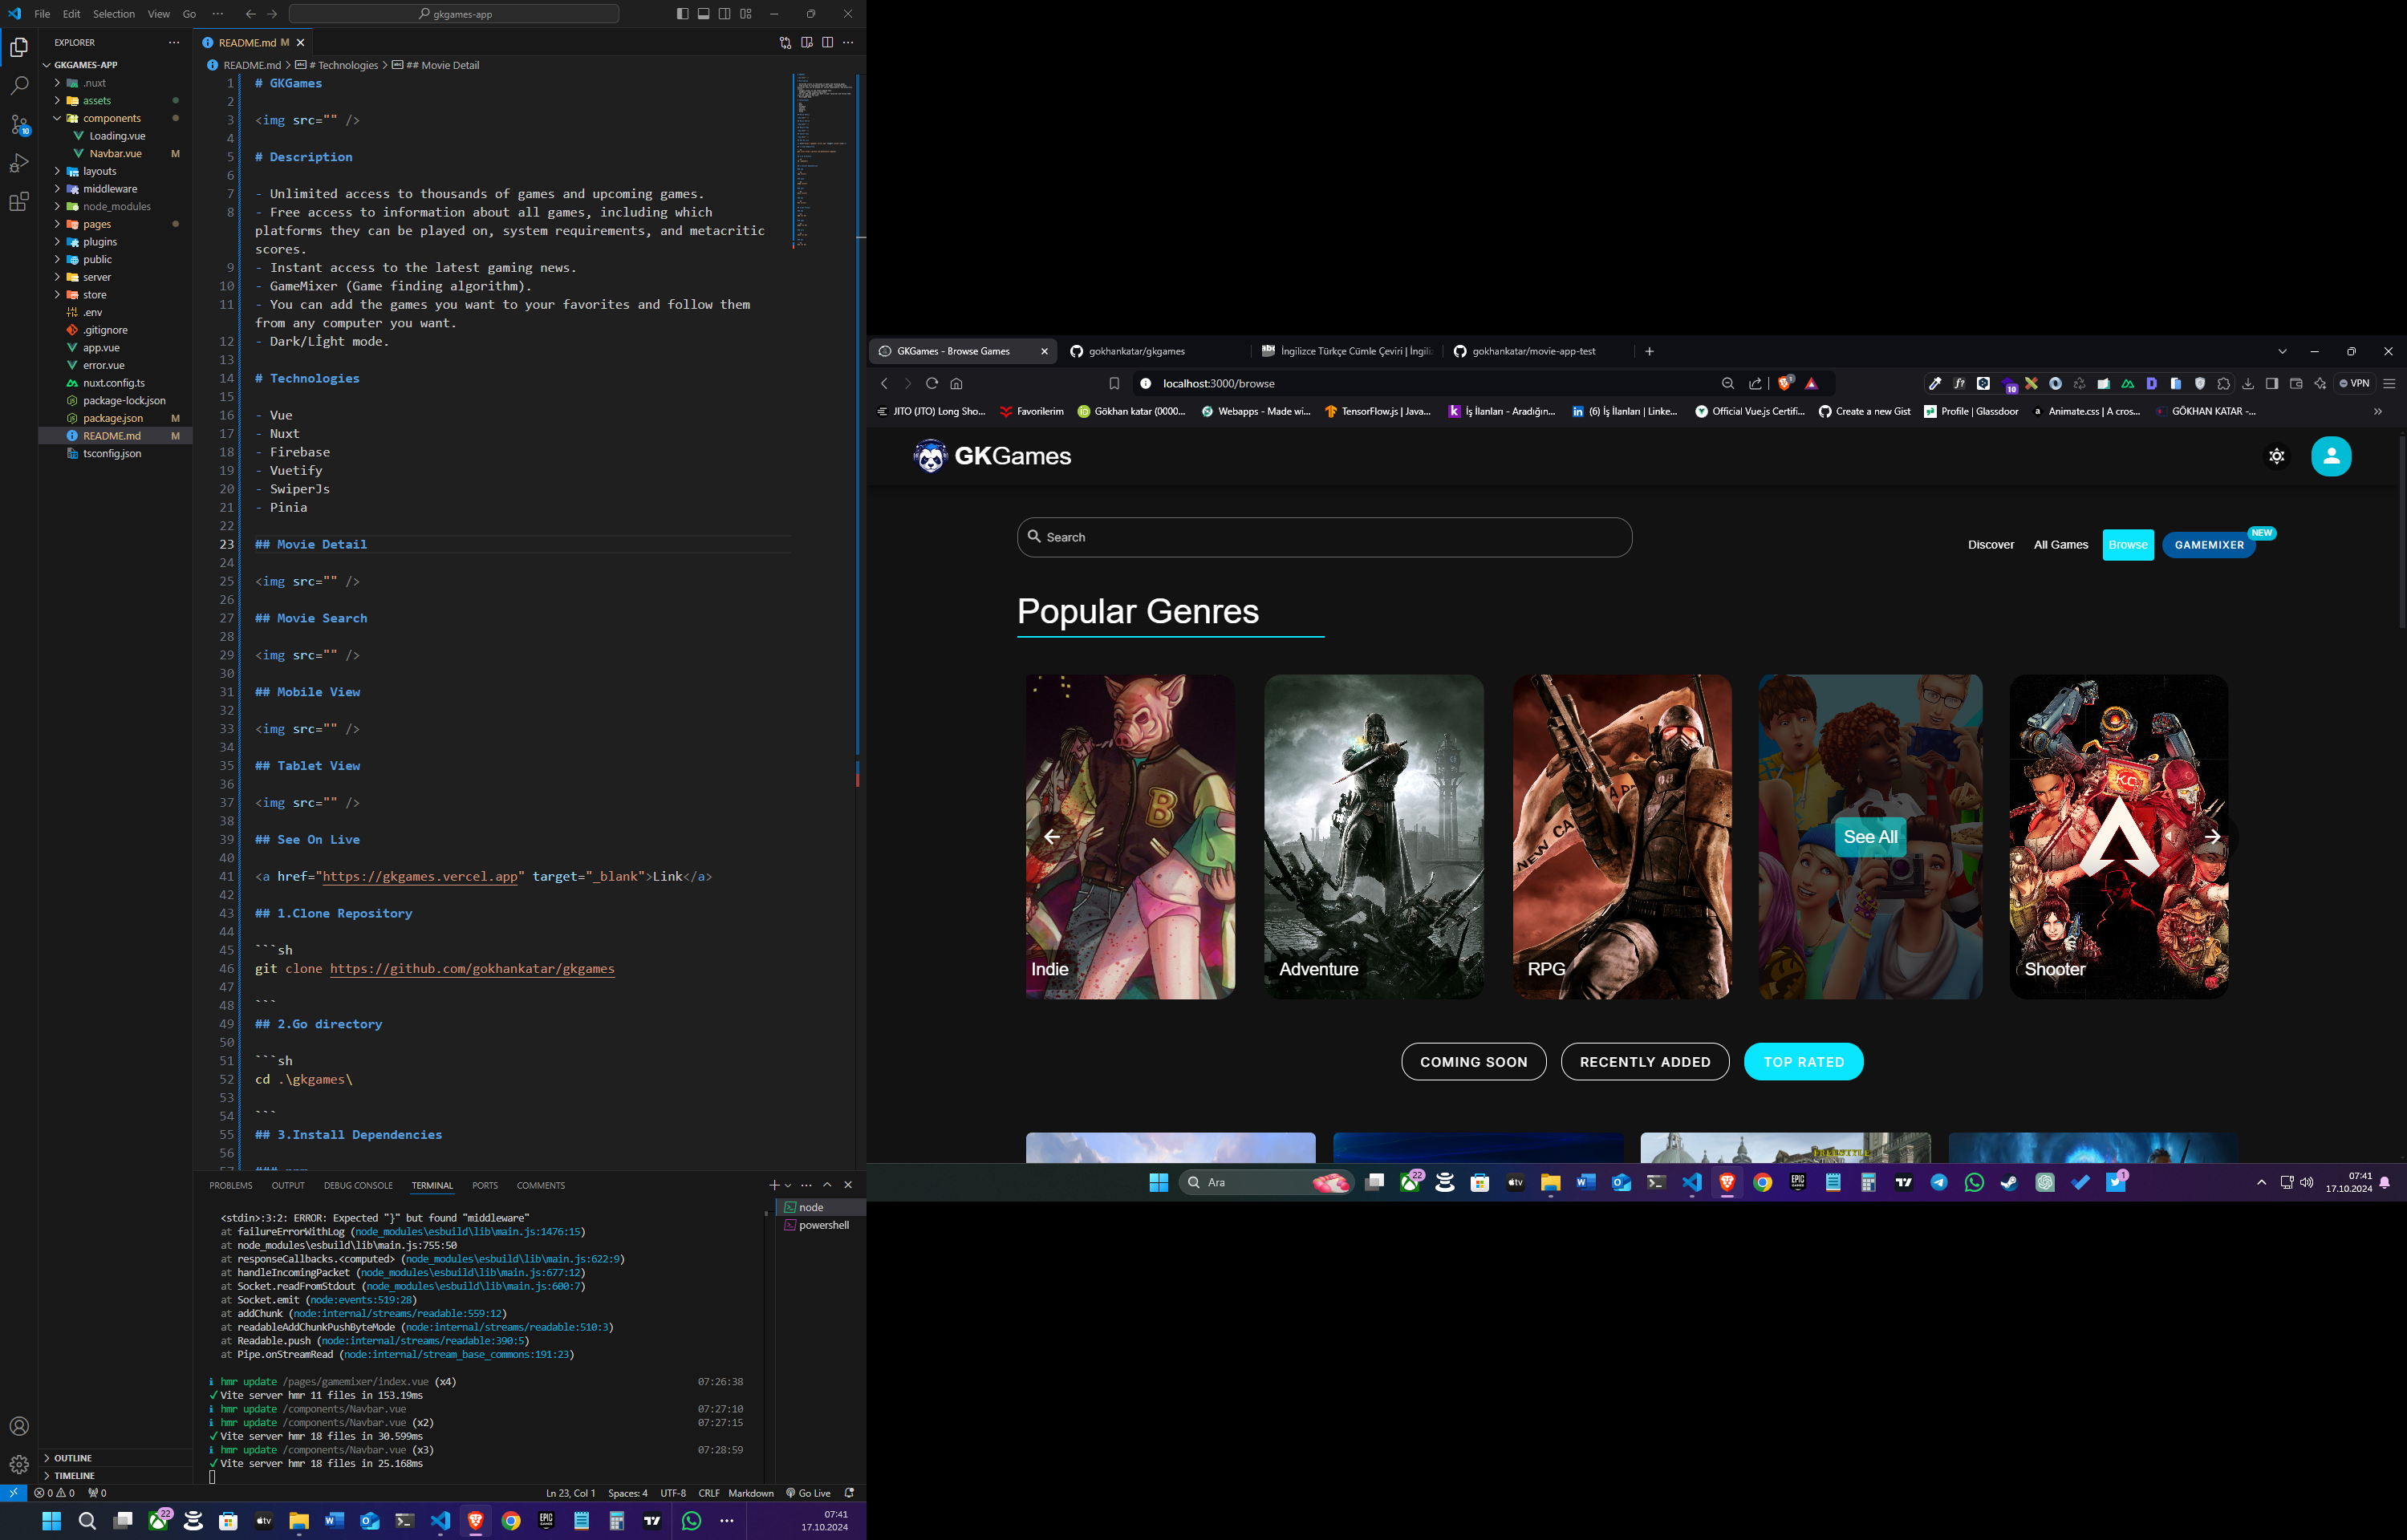 File Edit Selection View Go ···
gkgames-app
EXPLORER
GKGAMES-APP
.nuxt
assets
components
Loading.vue
Navbar.vue M
layouts
middleware
node_modules
pages
plugins
public
server
store
.env
.gitignore
app.vue
error.vue
nuxt.config.ts
package-lock.json
package.json M
README.md M
tsconfig.json
OUTLINE
TIMELINE
10
README.md M
README.md > # Technologies > ## Movie Detail
1 # GKGames
2
3 <img src="" />
4
5 # Description
6
7 - Unlimited access to thousands of games and upcoming games.
8 - Free access to information about all games, including which
platforms they can be played on, system requirements, and metacritic
scores.
9 - Instant access to the latest gaming news.
10 - GameMixer (Game finding algorithm).
11 - You can add the games you want to your favorites and follow them
from any computer you want.
12 - Dark/Lİght mode.
13
14 # Technologies
15
16 - Vue
17 - Nuxt
18 - Firebase
19 - Vuetify
20 - SwiperJs
21 - Pinia
22
23 ## Movie Detail
24
25 <img src="" />
26
27 ## Movie Search
28
29 <img src="" />
30
31 ## Mobile View
32
33 <img src="" />
34
35 ## Tablet View
36
37 <img src="" />
38
39 ## See On Live
40
41 <a href="https://gkgames.vercel.app" target="_blank">Link</a>
42
43 ## 1.Clone Repository
44
45 ```sh
46 git clone https://github.com/gokhankatar/gkgames
47
48 ```
49 ## 2.Go directory
50
51 ```sh
52 cd .\gkgames\
53
54 ```
55 ## 3.Install Dependencies
56
PROBLEMS OUTPUT DEBUG CONSOLE TERMINAL PORTS COMMENTS
node
powershell
<stdin>:3:2: ERROR: Expected "}" but found "middleware"
at failureErrorWithLog (node_modules\esbuild\lib\main.js:1476:15)
at node_modules\esbuild\lib\main.js:755:50
at responseCallbacks.<computed> (node_modules\esbuild\lib\main.js:622:9)
at handleIncomingPacket (node_modules\esbuild\lib\main.js:677:12)
at Socket.readFromStdout (node_modules\esbuild\lib\main.js:600:7)
at Socket.emit (node:events:519:28)
at addChunk (node:internal/streams/readable:559:12)
at readableAddChunkPushByteMode (node:internal/streams/readable:510:3)
at Readable.push (node:internal/streams/readable:390:5)
at Pipe.onStreamRead (node:internal/stream_base_commons:191:23)
i hmr update /pages/gamemixer/index.vue (x4) 07:26:38
✓ Vite server hmr 11 files in 153.19ms
i hmr update /components/Navbar.vue 07:27:10
i hmr update /components/Navbar.vue (x2) 07:27:15
✓ Vite server hmr 18 files in 30.599ms
i hmr update /components/Navbar.vue (x3) 07:28:59
✓ Vite server hmr 18 files in 25.168ms
0 0 0
Ln 23, Col 1 Spaces: 4 UTF-8 CRLF Markdown Go Live
22
tv
EPIC GAMES
07:41
17.10.2024
GKGames - Browse Games
gokhankatar/gkgames
İngilizce Türkçe Cümle Çeviri | İngili
gokhankatar/movie-app-test
localhost:3000/browse
1
10
VPN
JITO (JTO) Long Sho... Favorilerim Gökhan katar (0000... Webapps - Made wi... TensorFlow.js | Java... İş İlanları - Aradığın... (6) İş İlanları | Linke... Official Vue.js Certifi... Create a new Gist Profile | Glassdoor Animate.css | A cros... GÖKHAN KATAR -...
GKGames
Search
Discover All Games Browse GAMEMIXER NEW
Popular Genres
B
NEW CA
See All
Indie
Adventure
RPG
Shooter
COMING SOON
RECENTLY ADDED
TOP RATED
FREESTYLE
Ara
22
tv
EPIC GAMES
1
07:41
17.10.2024